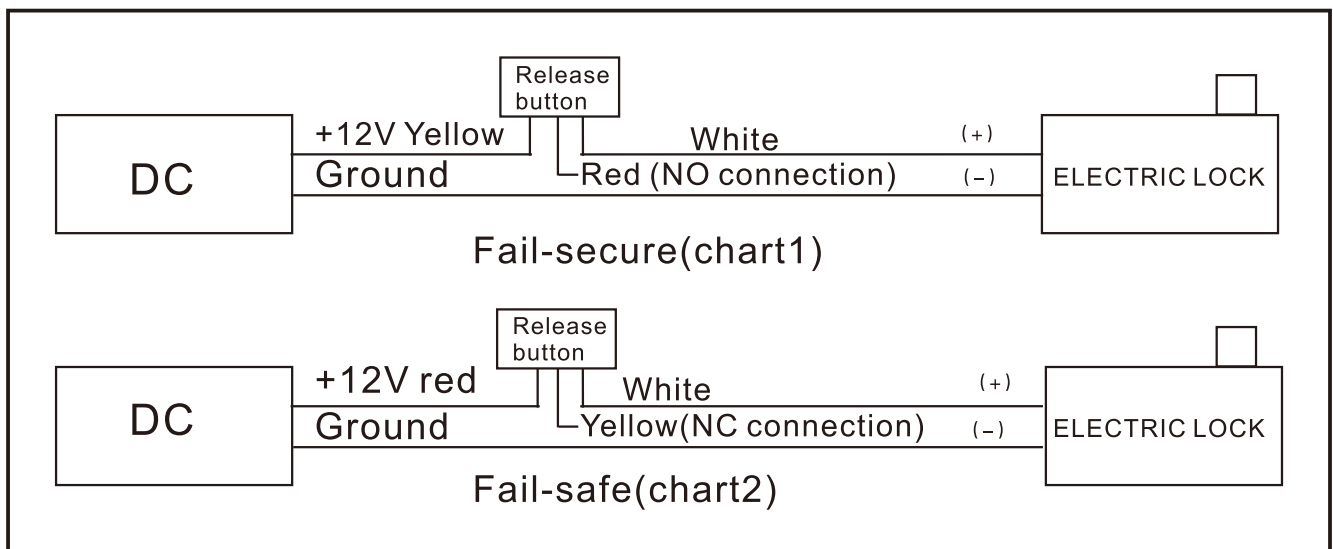 Release
button
+12V Yellow
White
(+)
DC
Ground
Red (NO connection)
(-)
ELECTRIC LOCK
Fail-secure(chart1)
Release
button
+12V red
White
(+)
DC
Ground
Yellow(NC connection)
(-)
ELECTRIC LOCK
Fail-safe(chart2)